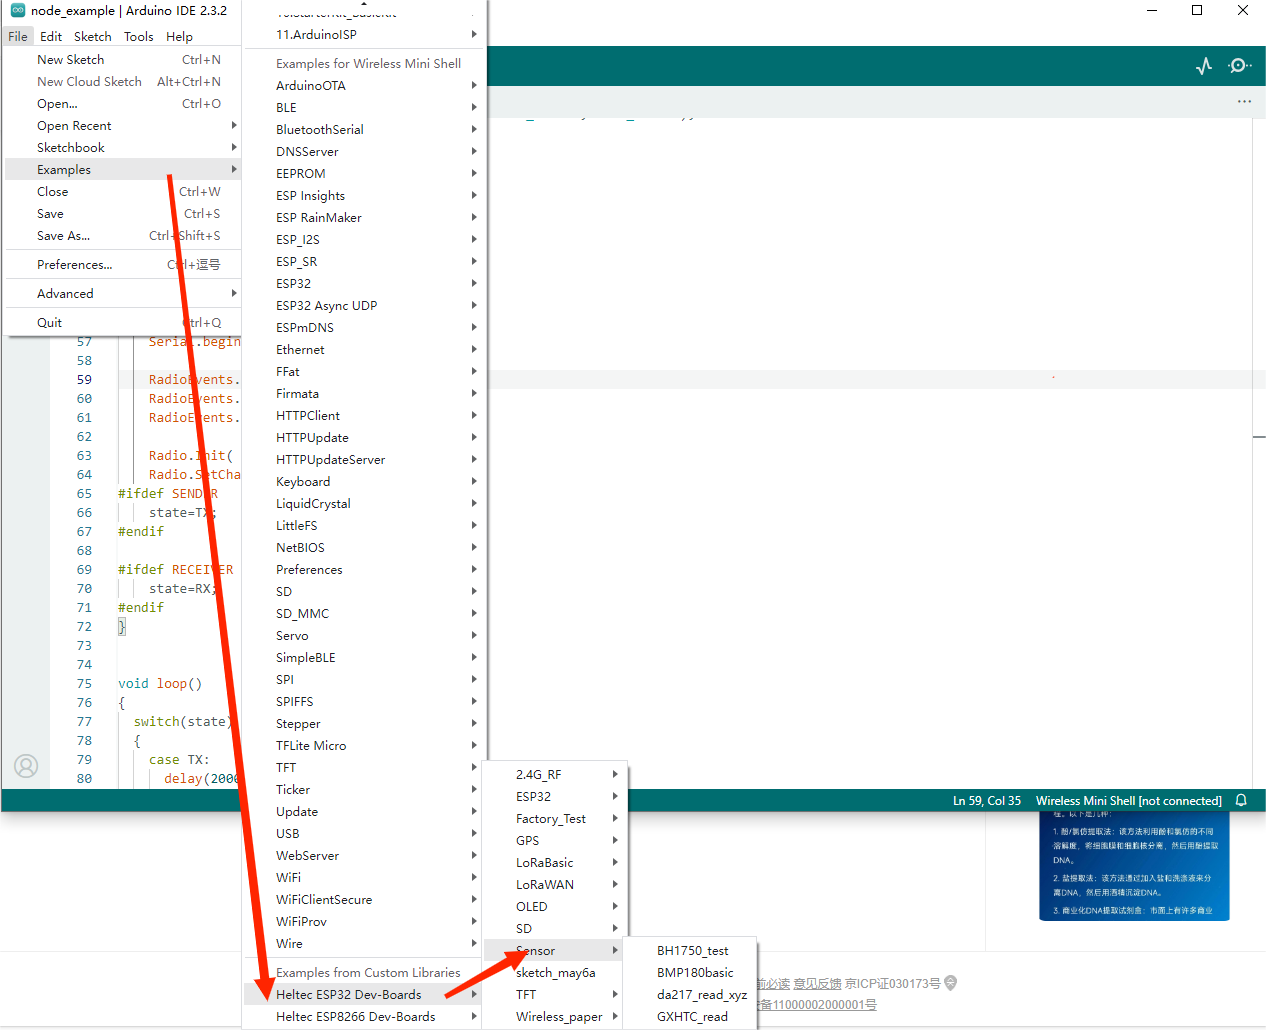 node_example | Arduino IDE 2.3.2
File Edit Sketch Tools Help
New Sketch Ctrl+N
New Cloud Sketch Alt+Ctrl+N
Open... Ctrl+O
Open Recent
Sketchbook
Examples
Close Ctrl+W
Save Ctrl+S
Save As... Ctrl+Shift+S
Preferences... Ctrl+逗号
Advanced
Quit Ctrl+Q
57 Serial.begin
58
59 RadioEvents.
60 RadioEvents.
61 RadioEvents.
62
63 Radio.Init(
64 Radio.SetCha
65 #ifdef SENDER
66 state=TX;
67 #endif
68
69 #ifdef RECEIVER
70 state=RX;
71 #endif
72 }
73
74
75 void loop()
76 {
77 switch(state)
78 {
79 case TX:
80 delay(2000
11.ArduinoISP
Examples for Wireless Mini Shell
ArduinoOTA
BLE
BluetoothSerial
DNSServer
EEPROM
ESP Insights
ESP RainMaker
ESP_I2S
ESP_SR
ESP32
ESP32 Async UDP
ESPmDNS
Ethernet
FFat
Firmata
HTTPClient
HTTPUpdate
HTTPUpdateServer
Keyboard
LiquidCrystal
LittleFS
NetBIOS
Preferences
SD
SD_MMC
Servo
SimpleBLE
SPI
SPIFFS
Stepper
TFLite Micro
TFT
Ticker
Update
USB
WebServer
WiFi
WiFiClientSecure
WiFiProv
Wire
Examples from Custom Libraries
Heltec ESP32 Dev-Boards
Heltec ESP8266 Dev-Boards
2.4G_RF
ESP32
Factory_Test
GPS
LoRaBasic
LoRaWAN
OLED
SD
Sensor
sketch_may6a
TFT
Wireless_paper
BH1750_test
BMP180basic
da217_read_xyz
GXHTC_read
Ln 59, Col 35 Wireless Mini Shell [not connected]
程。以下是几种：
1. 酚/氯仿提取法：该方法利用酚和氯仿的不同
溶解度，将细胞膜和细胞核分离，然后用酚提取
DNA。
2. 盐提取法：该方法通过加入盐和洗涤液来分
离DNA，然后用酒精沉淀DNA。
3. 商业化DNA提取试剂盒：市面上有许多商业
前必读 意见反馈 京ICP证030173号
备11000002000001号